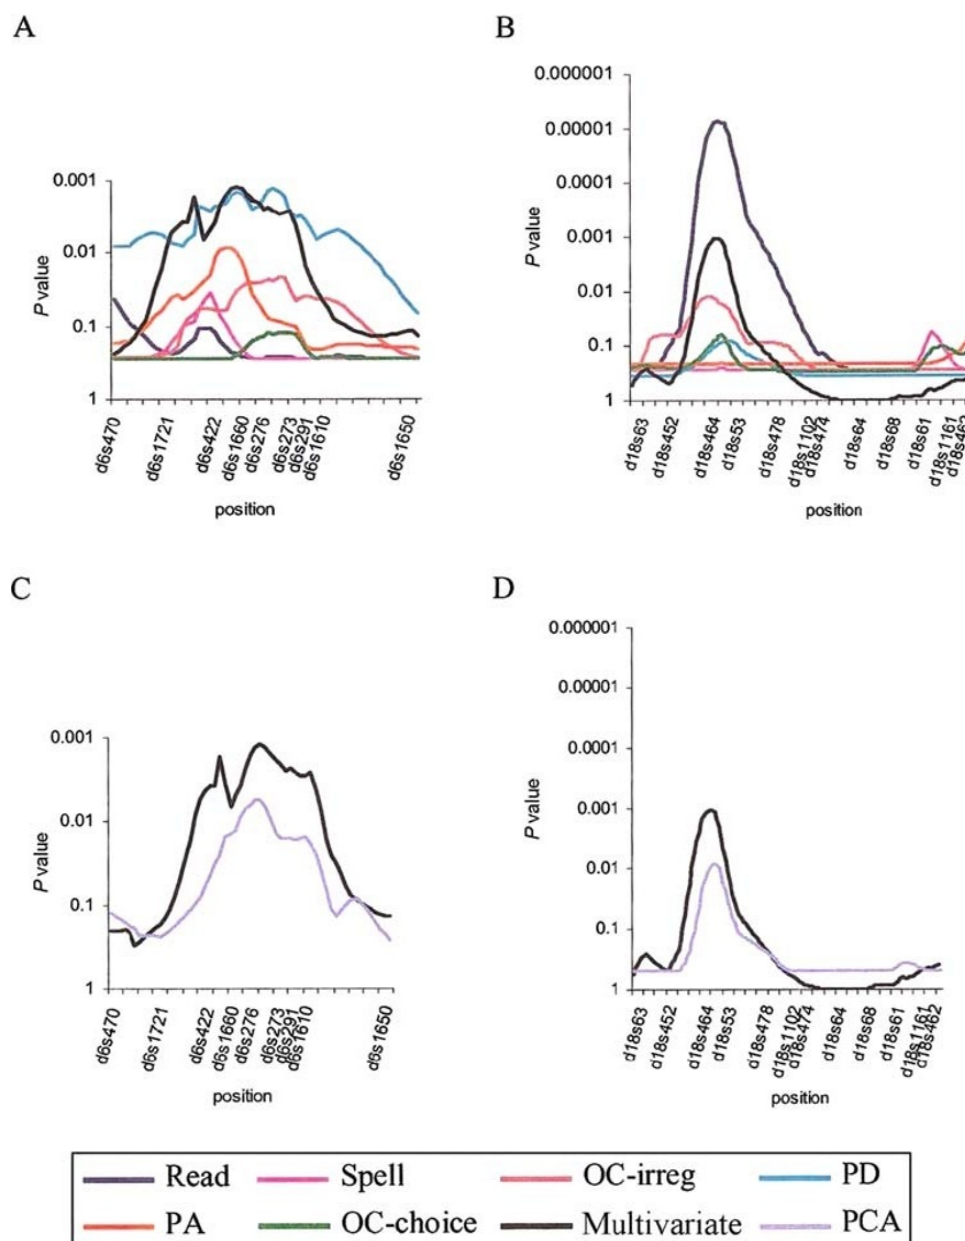 A
B
0.000001
0.00001
0.0001
0.001
0.01
0.1
1
P value
d18s63
d18s452
d18s464
d18s53
d18s478
d18s1102
d18s474
d18s64
d18s68
d18s61
d18s1161
d18s462
position
0.001
0.01
0.1
1
P value
d6s470
d6s1721
d6s422
d6s1660
d6s276
d6s273
d6s291
d6s1610
d6s1650
position
C
D
0.001
0.01
0.1
1
P value
d6s470
d6s1721
d6s422
d6s1660
d6s276
d6s273
d6s291
d6s1610
d6s1650
position
0.000001
0.00001
0.0001
0.001
0.01
0.1
1
P value
d18s63
d18s452
d18s464
d18s53
d18s478
d18s1102
d18s474
d18s64
d18s68
d18s61
d18s1161
d18s462
position
Read Spell OC-irreg PD
PA OC-choice Multivariate PCA